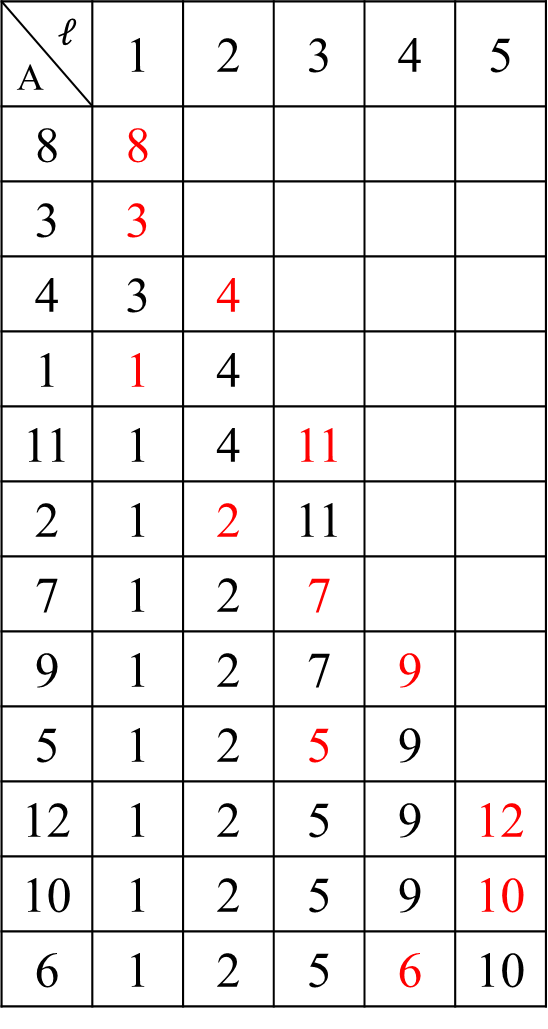 ℓ
A 1 2 3 4 5
8 8
3 3
4 3 4
1 1 4
11 1 4 11
2 1 2 11
7 1 2 7
9 1 2 7 9
5 1 2 5 9
12 1 2 5 9 12
10 1 2 5 9 10
6 1 2 5 6 10